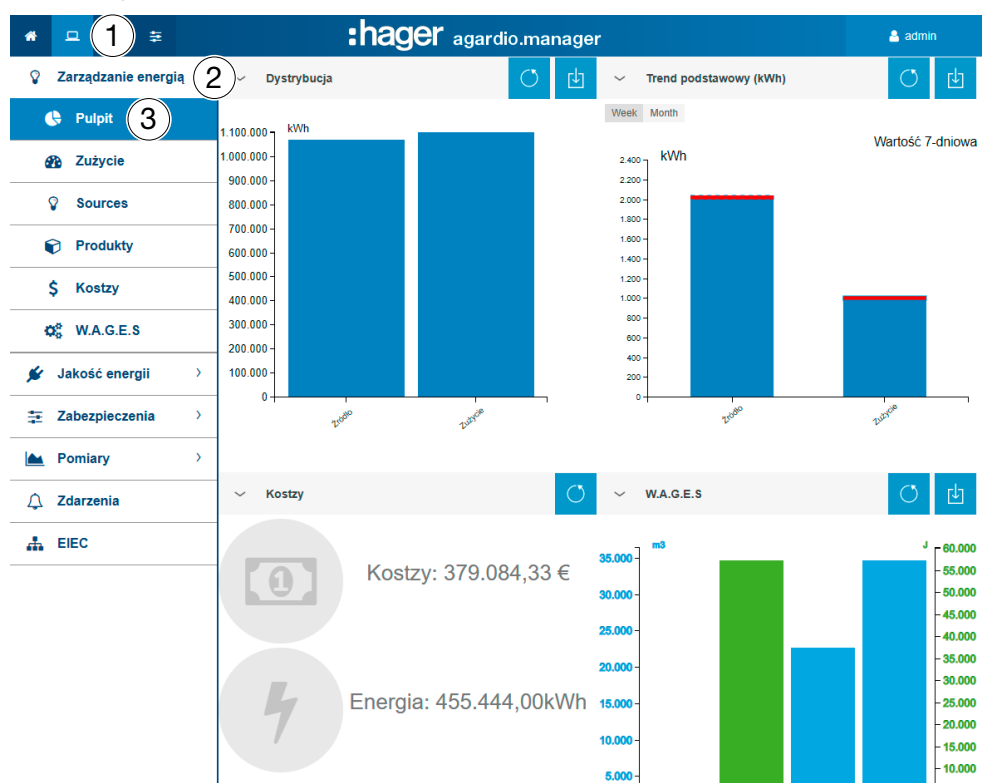 1
:hager agardio.manager
admin
Zarządzanie energią
2
Pulpit
3
Zużycie
Sources
Produkty
Kostzy
W.A.G.E.S
Jakość energii
Zabezpieczenia
Pomiary
Zdarzenia
EIEC
Dystrybucja
kWh
1.100.000
1.000.000
900.000
800.000
700.000
600.000
500.000
400.000
300.000
200.000
100.000
0
Źródło
Zużycie
Trend podstawowy (kWh)
Week Month
Wartość 7-dniowa
kWh
2.400
2.200
2.000
1.800
1.600
1.400
1.200
1.000
800
600
400
200
0
Źródło
Zużycie
Kostzy
Kostzy: 379.084,33 €
1
Energia: 455.444,00kWh
W.A.G.E.S
m3
35.000
30.000
25.000
20.000
15.000
10.000
5.000
J
60.000
55.000
50.000
45.000
40.000
35.000
30.000
25.000
20.000
15.000
10.000